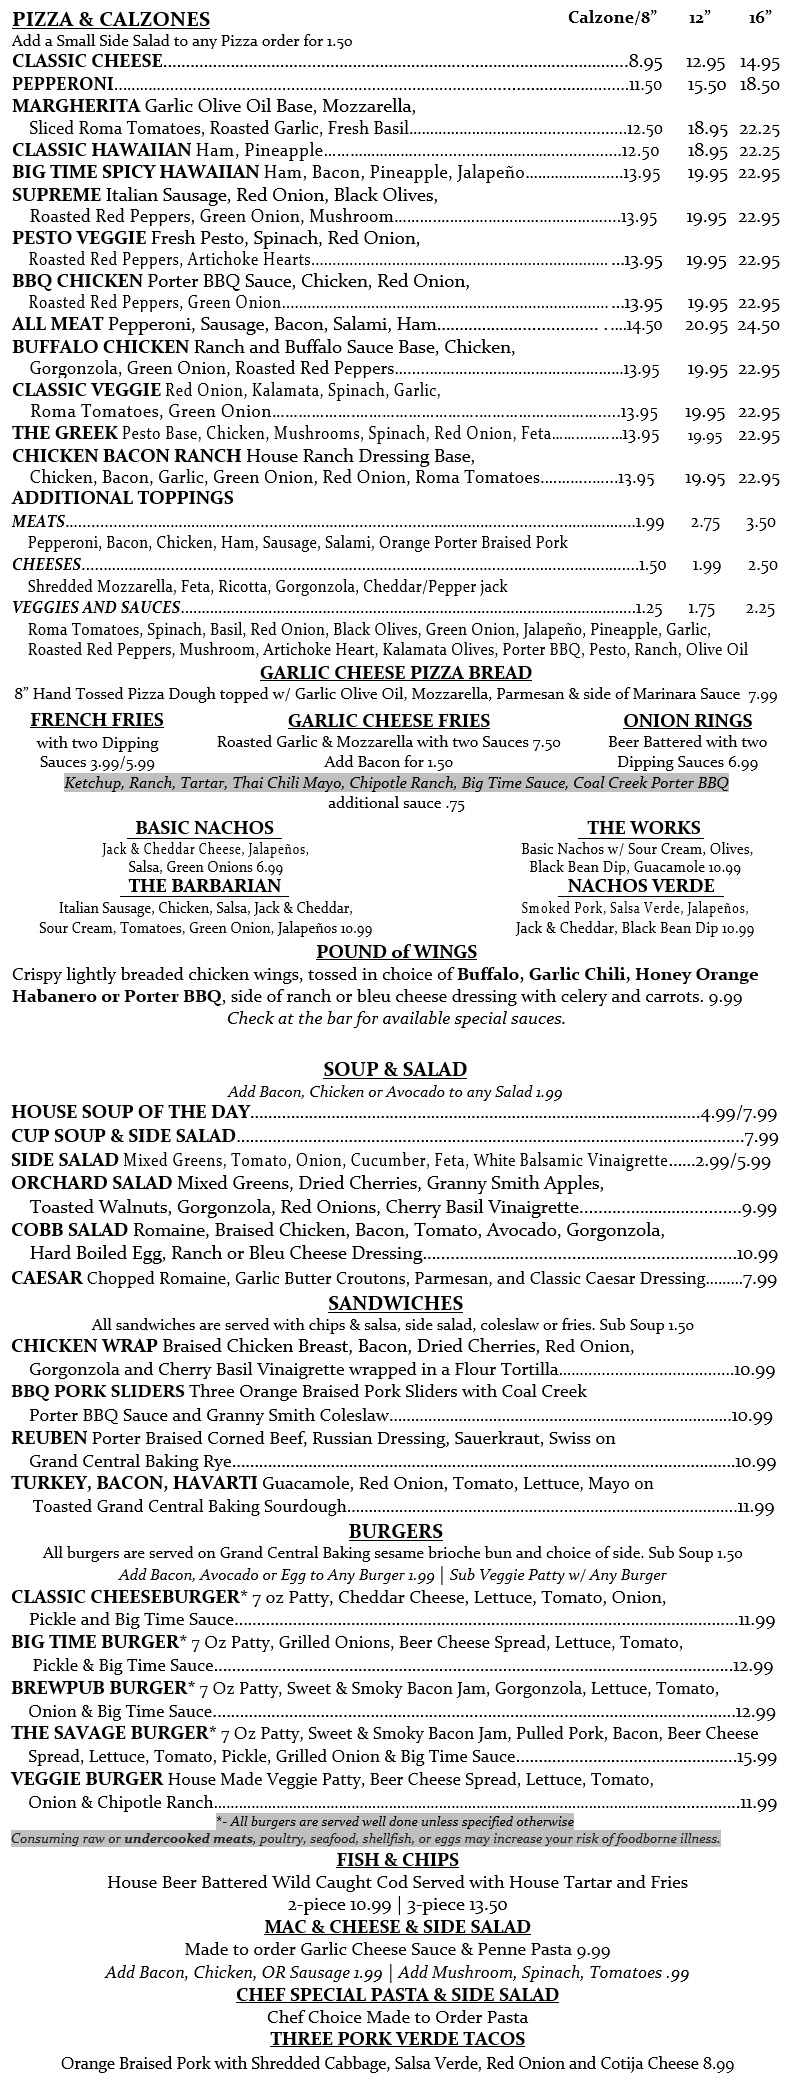 PIZZA & CALZONES Calzone/8” 12” 16”
Add a Small Side Salad to any Pizza order for 1.50
CLASSIC CHEESE...8.95 12.95 14.95
PEPPERONI...11.50 15.50 18.50
MARGHERITA Garlic Olive Oil Base, Mozzarella,
Sliced Roma Tomatoes, Roasted Garlic, Fresh Basil...12.50 18.95 22.25
CLASSIC HAWAIIAN Ham, Pineapple...12.50 18.95 22.25
BIG TIME SPICY HAWAIIAN Ham, Bacon, Pineapple, Jalapeño...13.95 19.95 22.95
SUPREME Italian Sausage, Red Onion, Black Olives,
Roasted Red Peppers, Green Onion, Mushroom...13.95 19.95 22.95
PESTO VEGGIE Fresh Pesto, Spinach, Red Onion,
Roasted Red Peppers, Artichoke Hearts... ...13.95 19.95 22.95
BBQ CHICKEN Porter BBQ Sauce, Chicken, Red Onion,
Roasted Red Peppers, Green Onion... ...13.95 19.95 22.95
ALL MEAT Pepperoni, Sausage, Bacon, Salami, Ham... . ....14.50 20.95 24.50
BUFFALO CHICKEN Ranch and Buffalo Sauce Base, Chicken,
Gorgonzola, Green Onion, Roasted Red Peppers...13.95 19.95 22.95
CLASSIC VEGGIE Red Onion, Kalamata, Spinach, Garlic,
Roma Tomatoes, Green Onion...13.95 19.95 22.95
THE GREEK Pesto Base, Chicken, Mushrooms, Spinach, Red Onion, Feta...13.95 19.95 22.95
CHICKEN BACON RANCH House Ranch Dressing Base,
Chicken, Bacon, Garlic, Green Onion, Red Onion, Roma Tomatoes...13.95 19.95 22.95
ADDITIONAL TOPPINGS
MEATS...1.99 2.75 3.50
Pepperoni, Bacon, Chicken, Ham, Sausage, Salami, Orange Porter Braised Pork
CHEESES...1.50 1.99 2.50
Shredded Mozzarella, Feta, Ricotta, Gorgonzola, Cheddar/Pepper jack
VEGGIES AND SAUCES...1.25 1.75 2.25
Roma Tomatoes, Spinach, Basil, Red Onion, Black Olives, Green Onion, Jalapeño, Pineapple, Garlic,
Roasted Red Peppers, Mushroom, Artichoke Heart, Kalamata Olives, Porter BBQ, Pesto, Ranch, Olive Oil
GARLIC CHEESE PIZZA BREAD
8” Hand Tossed Pizza Dough topped w/ Garlic Olive Oil, Mozzarella, Parmesan & side of Marinara Sauce 7.99
FRENCH FRIES
with two Dipping
Sauces 3.99/5.99
GARLIC CHEESE FRIES
Roasted Garlic & Mozzarella with two Sauces 7.50
Add Bacon for 1.50
ONION RINGS
Beer Battered with two
Dipping Sauces 6.99
Ketchup, Ranch, Tartar, Thai Chili Mayo, Chipotle Ranch, Big Time Sauce, Coal Creek Porter BBQ
additional sauce .75
BASIC NACHOS
Jack & Cheddar Cheese, Jalapeños,
Salsa, Green Onions 6.99
THE WORKS
Basic Nachos w/ Sour Cream, Olives,
Black Bean Dip, Guacamole 10.99
THE BARBARIAN
Italian Sausage, Chicken, Salsa, Jack & Cheddar,
Sour Cream, Tomatoes, Green Onion, Jalapeños 10.99
NACHOS VERDE
Smoked Pork, Salsa Verde, Jalapeños,
Jack & Cheddar, Black Bean Dip 10.99
POUND of WINGS
Crispy lightly breaded chicken wings, tossed in choice of Buffalo, Garlic Chili, Honey Orange
Habanero or Porter BBQ, side of ranch or bleu cheese dressing with celery and carrots. 9.99
Check at the bar for available special sauces.
SOUP & SALAD
Add Bacon, Chicken or Avocado to any Salad 1.99
HOUSE SOUP OF THE DAY...4.99/7.99
CUP SOUP & SIDE SALAD...7.99
SIDE SALAD Mixed Greens, Tomato, Onion, Cucumber, Feta, White Balsamic Vinaigrette......2.99/5.99
ORCHARD SALAD Mixed Greens, Dried Cherries, Granny Smith Apples,
Toasted Walnuts, Gorgonzola, Red Onions, Cherry Basil Vinaigrette...9.99
COBB SALAD Romaine, Braised Chicken, Bacon, Tomato, Avocado, Gorgonzola,
Hard Boiled Egg, Ranch or Bleu Cheese Dressing...10.99
CAESAR Chopped Romaine, Garlic Butter Croutons, Parmesan, and Classic Caesar Dressing.........7.99
SANDWICHES
All sandwiches are served with chips & salsa, side salad, coleslaw or fries. Sub Soup 1.50
CHICKEN WRAP Braised Chicken Breast, Bacon, Dried Cherries, Red Onion,
Gorgonzola and Cherry Basil Vinaigrette wrapped in a Flour Tortilla...10.99
BBQ PORK SLIDERS Three Orange Braised Pork Sliders with Coal Creek
Porter BBQ Sauce and Granny Smith Coleslaw...10.99
REUBEN Porter Braised Corned Beef, Russian Dressing, Sauerkraut, Swiss on
Grand Central Baking Rye...10.99
TURKEY, BACON, HAVARTI Guacamole, Red Onion, Tomato, Lettuce, Mayo on
Toasted Grand Central Baking Sourdough...11.99
BURGERS
All burgers are served on Grand Central Baking sesame brioche bun and choice of side. Sub Soup 1.50
Add Bacon, Avocado or Egg to Any Burger 1.99 | Sub Veggie Patty w/ Any Burger
CLASSIC CHEESEBURGER* 7 oz Patty, Cheddar Cheese, Lettuce, Tomato, Onion,
Pickle and Big Time Sauce...11.99
BIG TIME BURGER* 7 Oz Patty, Grilled Onions, Beer Cheese Spread, Lettuce, Tomato,
Pickle & Big Time Sauce...12.99
BREWPUB BURGER* 7 Oz Patty, Sweet & Smoky Bacon Jam, Gorgonzola, Lettuce, Tomato,
Onion & Big Time Sauce...12.99
THE SAVAGE BURGER* 7 Oz Patty, Sweet & Smoky Bacon Jam, Pulled Pork, Bacon, Beer Cheese
Spread, Lettuce, Tomato, Pickle, Grilled Onion & Big Time Sauce...15.99
VEGGIE BURGER House Made Veggie Patty, Beer Cheese Spread, Lettuce, Tomato,
Onion & Chipotle Ranch...11.99
*- All burgers are served well done unless specified otherwise
Consuming raw or undercooked meats, poultry, seafood, shellfish, or eggs may increase your risk of foodborne illness.
FISH & CHIPS
House Beer Battered Wild Caught Cod Served with House Tartar and Fries
2-piece 10.99 | 3-piece 13.50
MAC & CHEESE & SIDE SALAD
Made to order Garlic Cheese Sauce & Penne Pasta 9.99
Add Bacon, Chicken, OR Sausage 1.99 | Add Mushroom, Spinach, Tomatoes .99
CHEF SPECIAL PASTA & SIDE SALAD
Chef Choice Made to Order Pasta
THREE PORK VERDE TACOS
Orange Braised Pork with Shredded Cabbage, Salsa Verde, Red Onion and Cotija Cheese 8.99